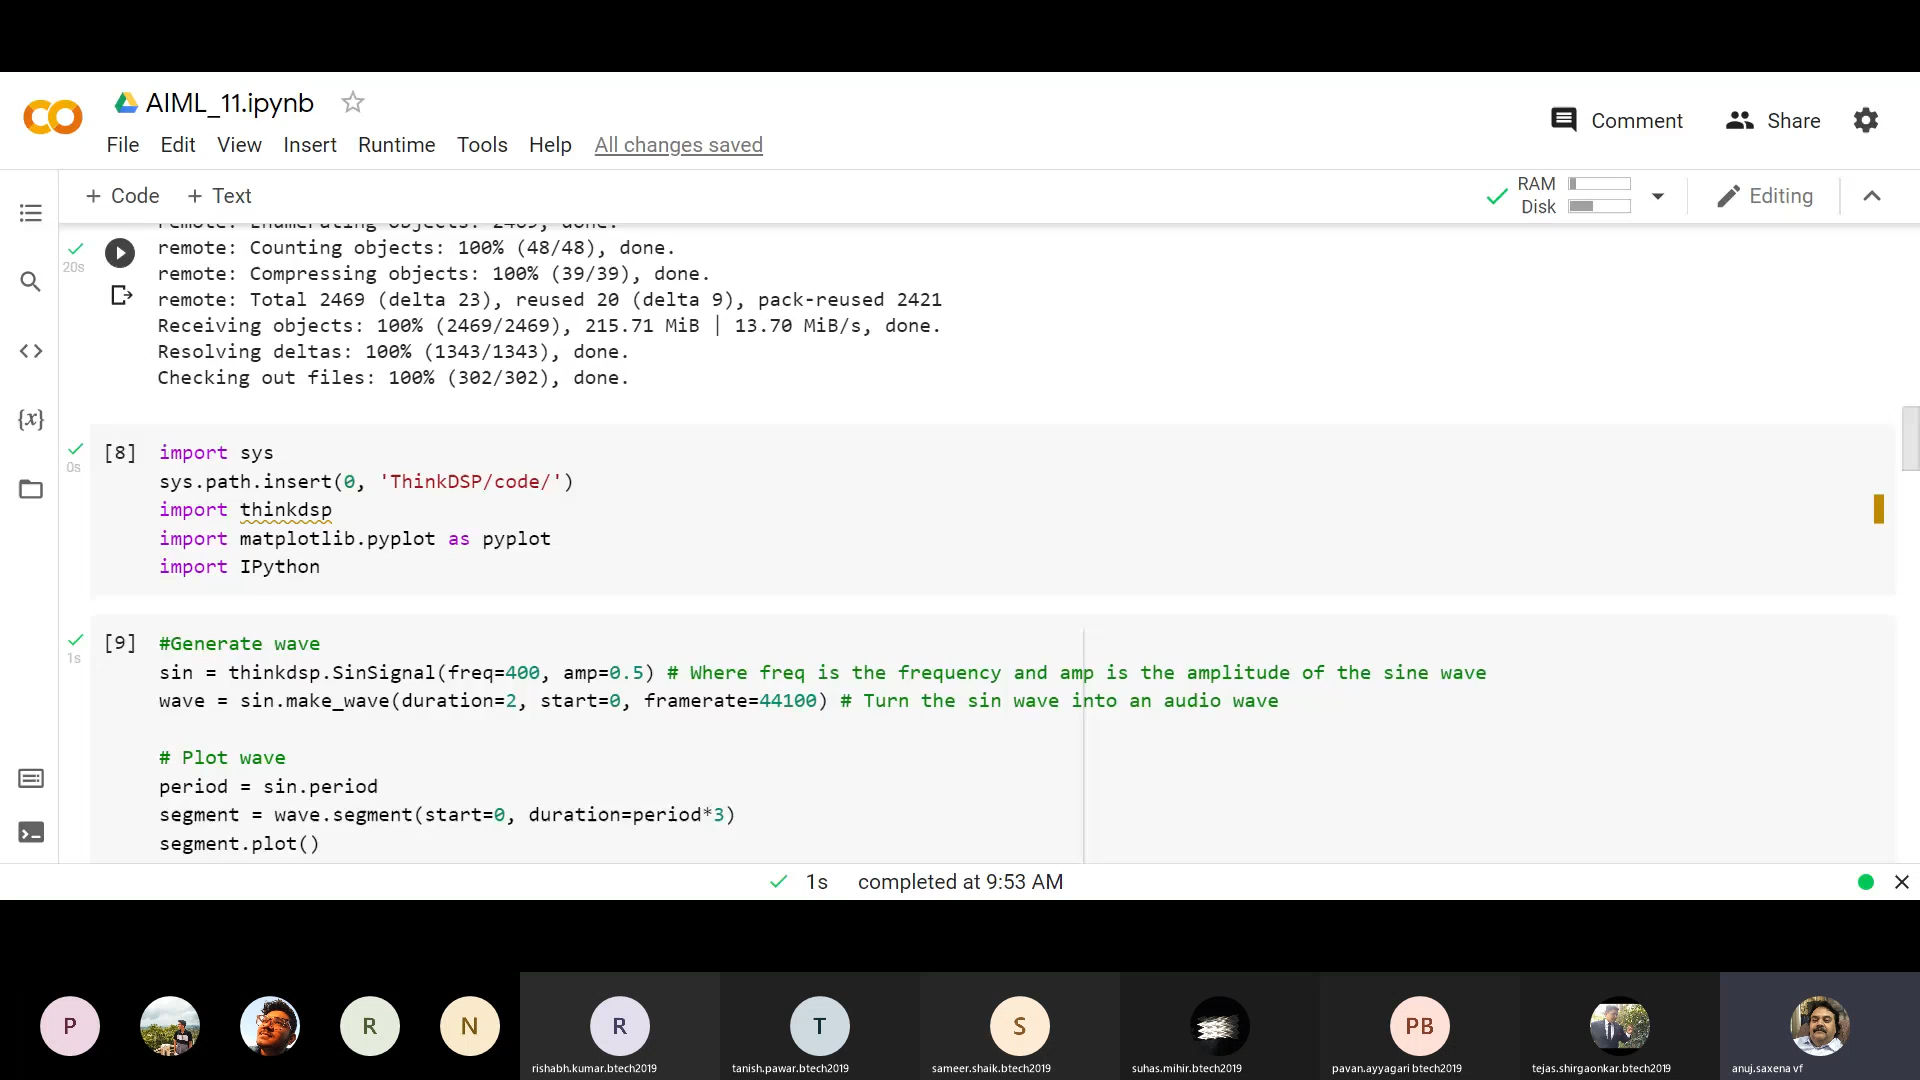 AIML_11.ipynb
Comment
Share
File Edit View Insert Runtime Tools Help All changes saved
+ Code + Text
RAM
Disk
Editing
remote: Enumerating objects: 2469, done.
20s
remote: Counting objects: 100% (48/48), done.
remote: Compressing objects: 100% (39/39), done.
remote: Total 2469 (delta 23), reused 20 (delta 9), pack-reused 2421
Receiving objects: 100% (2469/2469), 215.71 MiB | 13.70 MiB/s, done.
Resolving deltas: 100% (1343/1343), done.
Checking out files: 100% (302/302), done.
{x}
0s
[8] import sys
sys.path.insert(0, 'ThinkDSP/code/')
import thinkdsp
import matplotlib.pyplot as pyplot
import IPython
1s
[9] #Generate wave
sin = thinkdsp.SinSignal(freq=400, amp=0.5) # Where freq is the frequency and amp is the amplitude of the sine wave
wave = sin.make_wave(duration=2, start=0, framerate=44100) # Turn the sin wave into an audio wave
# Plot wave
period = sin.period
segment = wave.segment(start=0, duration=period*3)
segment.plot()
1s completed at 9:53 AM
P R N R T S PB
rishabh.kumar.btech2019 tanish.pawar.btech2019 sameer.shaik.btech2019 suhas.mihir.btech2019 pavan.ayyagari btech2019 tejas.shirgaonkar.btech2019 anuj.saxena vf